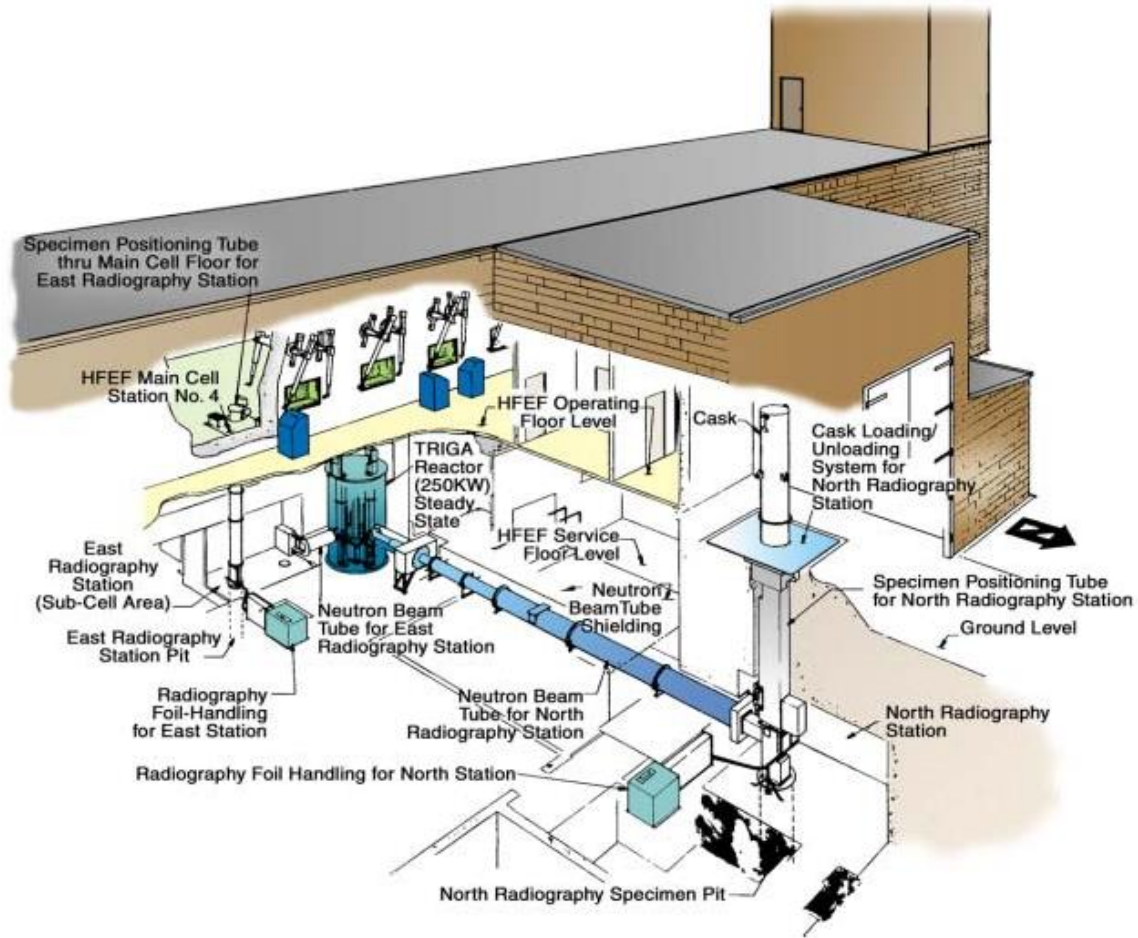 Specimen Positioning Tube
thru Main Cell Floor for
East Radiography Station
HFEF Main Cell
Station No. 4
HFEF Operating
Floor Level
Cask
Cask Loading/
Unloading
System for
North Radiography
Station
TRIGA
Reactor
(250KW)
Steady
State
HFEF Service
Floor Level
East
Radiography
Station
(Sub-Cell Area)
Neutron Beam
Tube for East
Radiography Station
Neutron
BeamTube
Shielding
Specimen Positioning Tube
for North Radiography Station
Ground Level
East Radiography
Station Pit
Radiography
Foil-Handling
for East Station
Neutron Beam
Tube for North
Radiography Station
North Radiography
Station
Radiography Foil Handling for North Station
North Radiography Specimen Pit